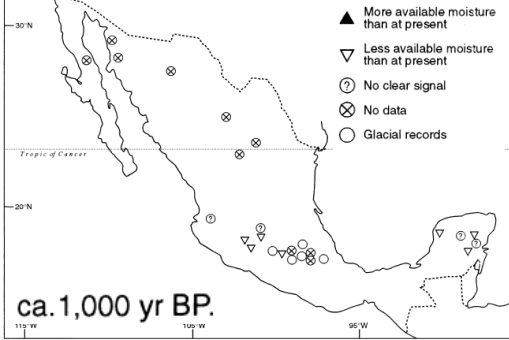 More available moisture
than at present
30°N
Less available moisture
than at present
? No clear signal
No data
Glacial records
Tropic of Cancer
20°N
? ?
? ?
ca.1,000 yr BP.
115°W
105°W
95°W